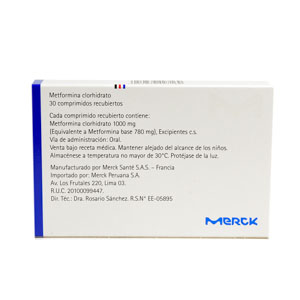 Metformina clorhidrato
30 comprimidos recubiertos
Cada comprimido recubierto contiene:
Metformina clorhidrato 1000 mg
(Equivalente a Metformina base 780 mg), Excipientes c.s.
Vía de administración: Oral.
Venta bajo receta médica. Mantener alejado del alcance de los niños.
Almacénese a temperatura no mayor de 30°C. Protéjase de la luz.
Manufacturado por Merck Santé S.A.S. – Francia
Importado por: Merck Peruana S.A.
Av. Los Frutales 220, Lima 03.
R.U.C. 20100099447.
Dir. Téc.: Dra. Rosario Sánchez. R.S.N° EE-05895
MERCK